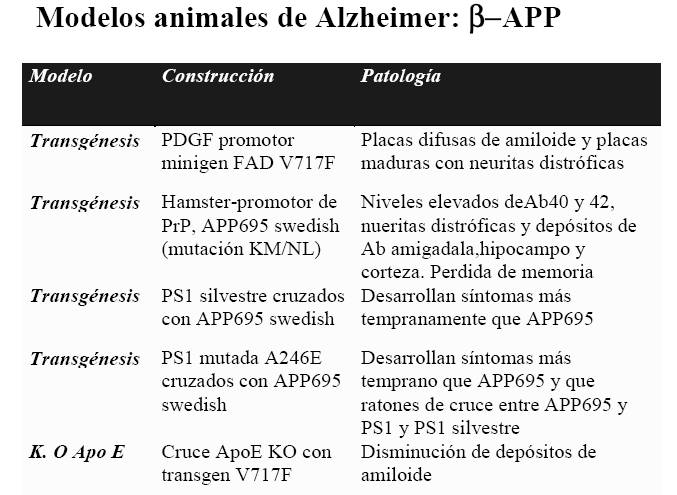 Modelos animales de Alzheimer: β–APP
Modelo Construcción Patología
Transgénesis PDGF promotor Placas difusas de amiloide y placas
minigen FAD V717F maduras con neuritas distróficas
Transgénesis Hamster-promotor de Niveles elevados deAb40 y 42,
PrP, APP695 swedish nueritas distróficas y depósitos de
(mutación KM/NL) Ab amigadala,hipocampo y
corteza. Perdida de memoria
Transgénesis PS1 silvestre cruzados Desarrollan síntomas más
con APP695 swedish tempranamente que APP695
Transgénesis PS1 mutada A246E Desarrollan síntomas más
cruzados con APP695 temprano que APP695 y que
swedish ratones de cruce entre APP695 y
PS1 y PS1 silvestre
K. O Apo E Cruce ApoE KO con Disminución de depósitos de
transgen V717F amiloide